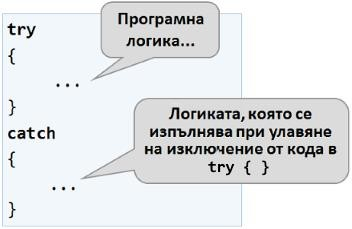 try
Програмна
логика...
{
...
}
catch
Логиката, която се
изпълнява при улавяне
на изключение от кода в
try { }
{
...
}